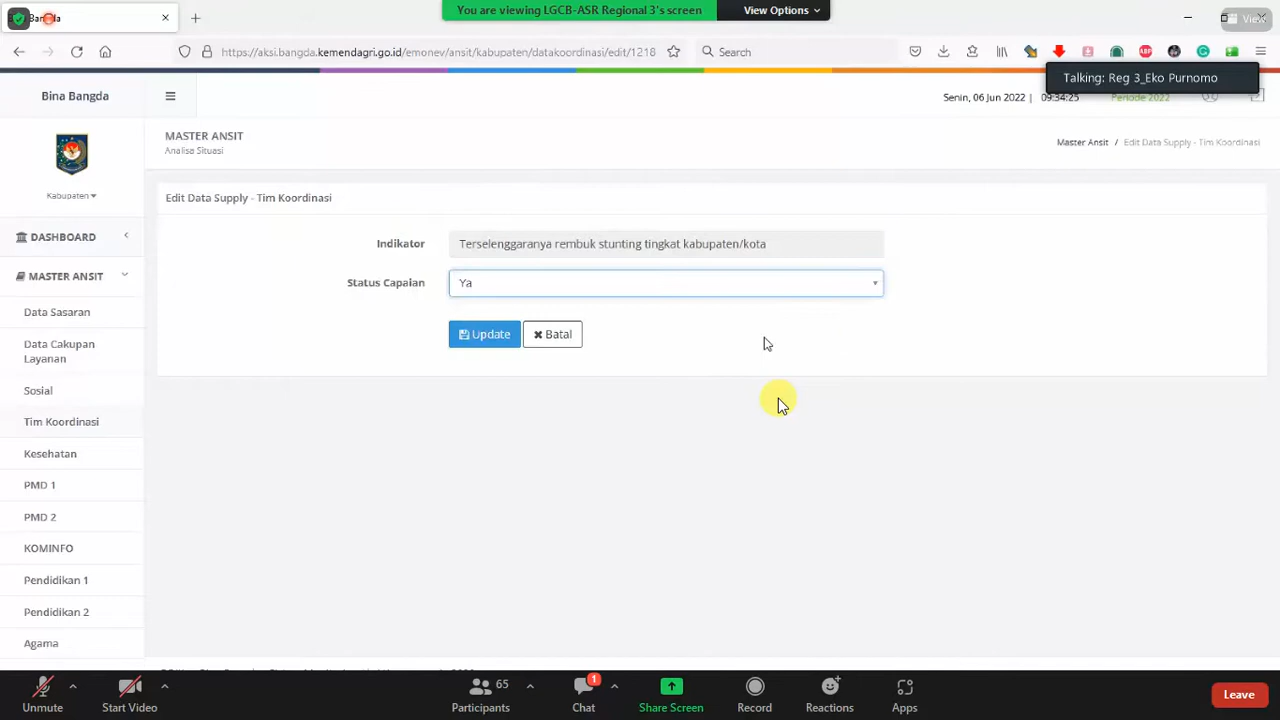 You are viewing LGCB-ASR Regional 3's screen
View Options
View
https://aksi.bangda.kemendagri.go.id/emonev/ansit/kabupaten/datakoordinasi/edit/1218
Search
Talking: Reg 3_Eko Purnomo
Bina Bangda
Senin, 06 Jun 2022 | 09:34:25
Periode 2022
MASTER ANSIT
Analisa Situasi
Master Ansit / Edit Data Supply - Tim Koordinasi
Kabupaten
Edit Data Supply - Tim Koordinasi
DASHBOARD
Indikator
Terselenggaranya rembuk stunting tingkat kabupaten/kota
MASTER ANSIT
Status Capaian
Ya
Data Sasaran
Update
Batal
Data Cakupan
Layanan
Sosial
Tim Koordinasi
Kesehatan
PMD 1
PMD 2
KOMINFO
Pendidikan 1
Pendidikan 2
Agama
Unmute
Start Video
65
Participants
1
Chat
Share Screen
Record
Reactions
Apps
Leave